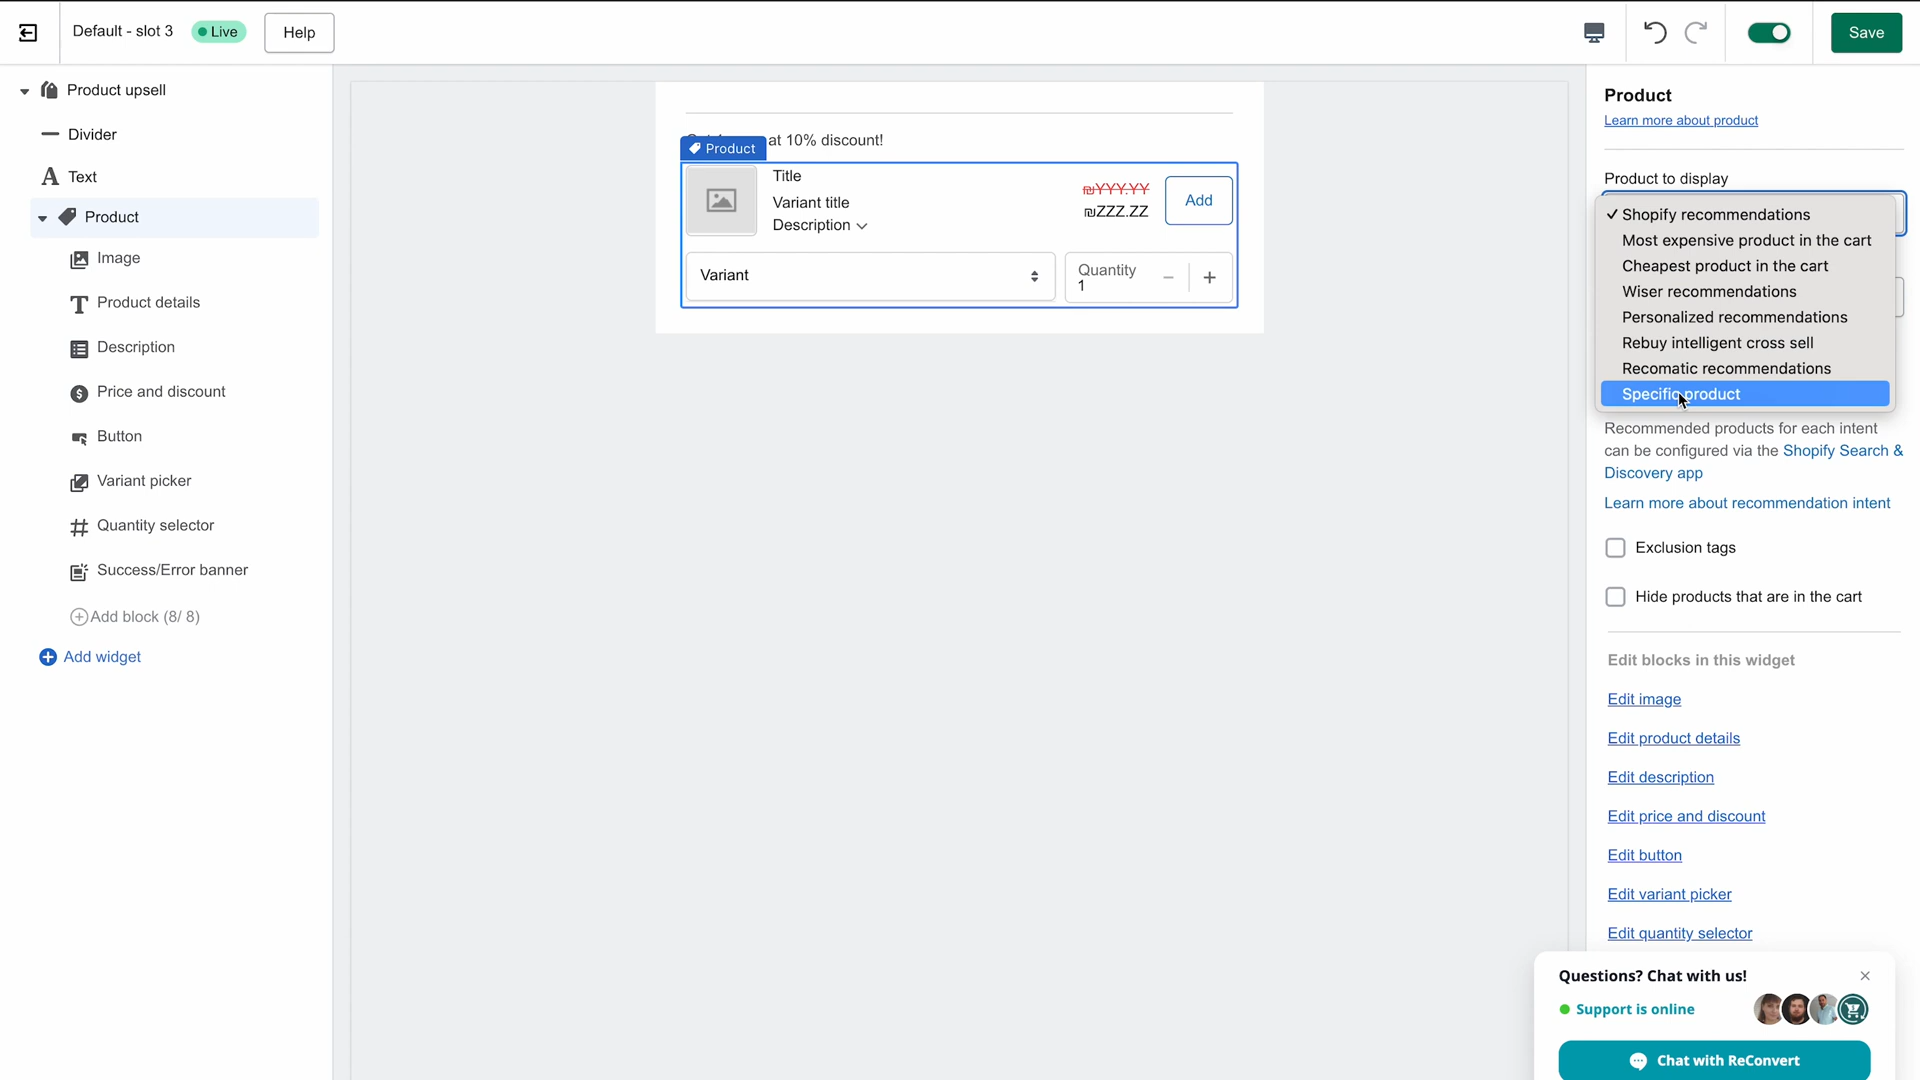 Default - slot 3
Live
Help
Save
Product upsell
Divider
Text
Product
Image
Product details
Description
Price and discount
Button
Variant picker
Quantity selector
Success/Error banner
Add block (8/ 8)
Add widget
at 10% discount!
Product
Title
Variant title
Description
₪YYY.YY
₪ZZZ.ZZ
Add
Variant
Quantity
1
Product
Learn more about product
Product to display
✓ Shopify recommendations
Most expensive product in the cart
Cheapest product in the cart
Wiser recommendations
Personalized recommendations
Rebuy intelligent cross sell
Recomatic recommendations
Specific product
Recommended products for each intent
can be configured via the Shopify Search &
Discovery app
Learn more about recommendation intent
Exclusion tags
Hide products that are in the cart
Edit blocks in this widget
Edit image
Edit product details
Edit description
Edit price and discount
Edit button
Edit variant picker
Edit quantity selector
Questions? Chat with us!
Support is online
Chat with ReConvert